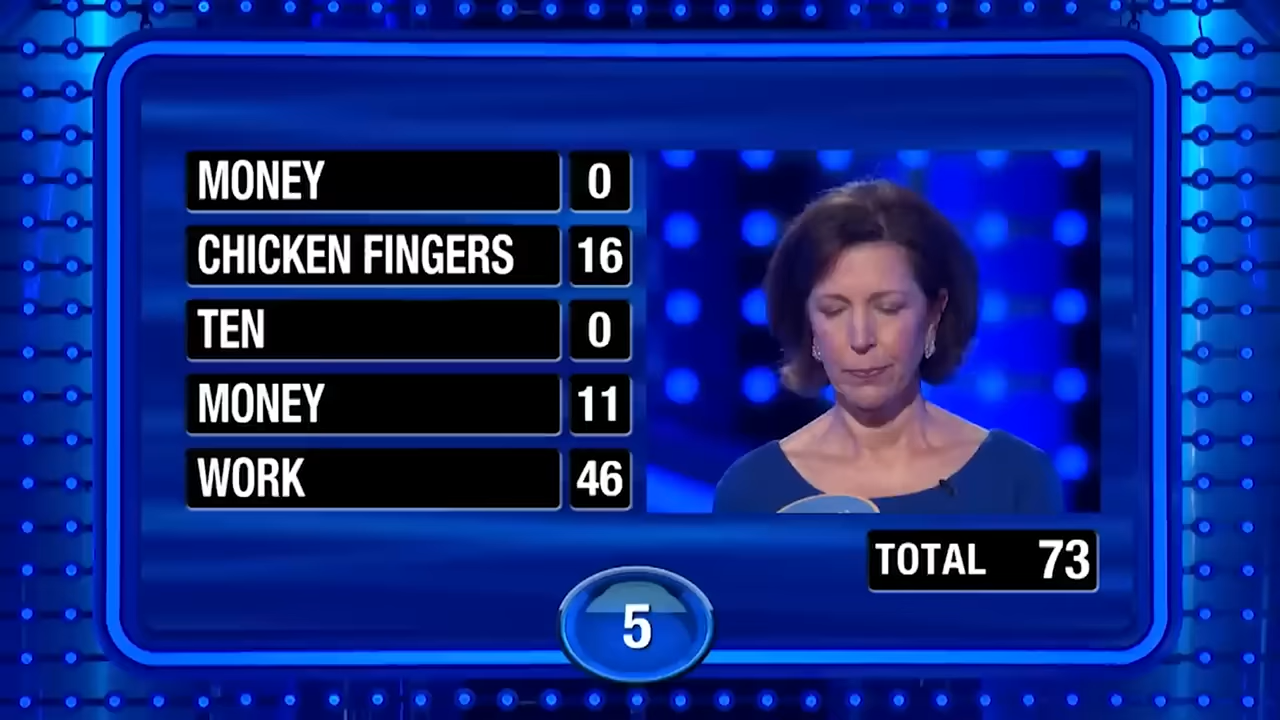 MONEY 0
CHICKEN FINGERS 16
TEN 0
MONEY 11
WORK 46
TOTAL 73
5